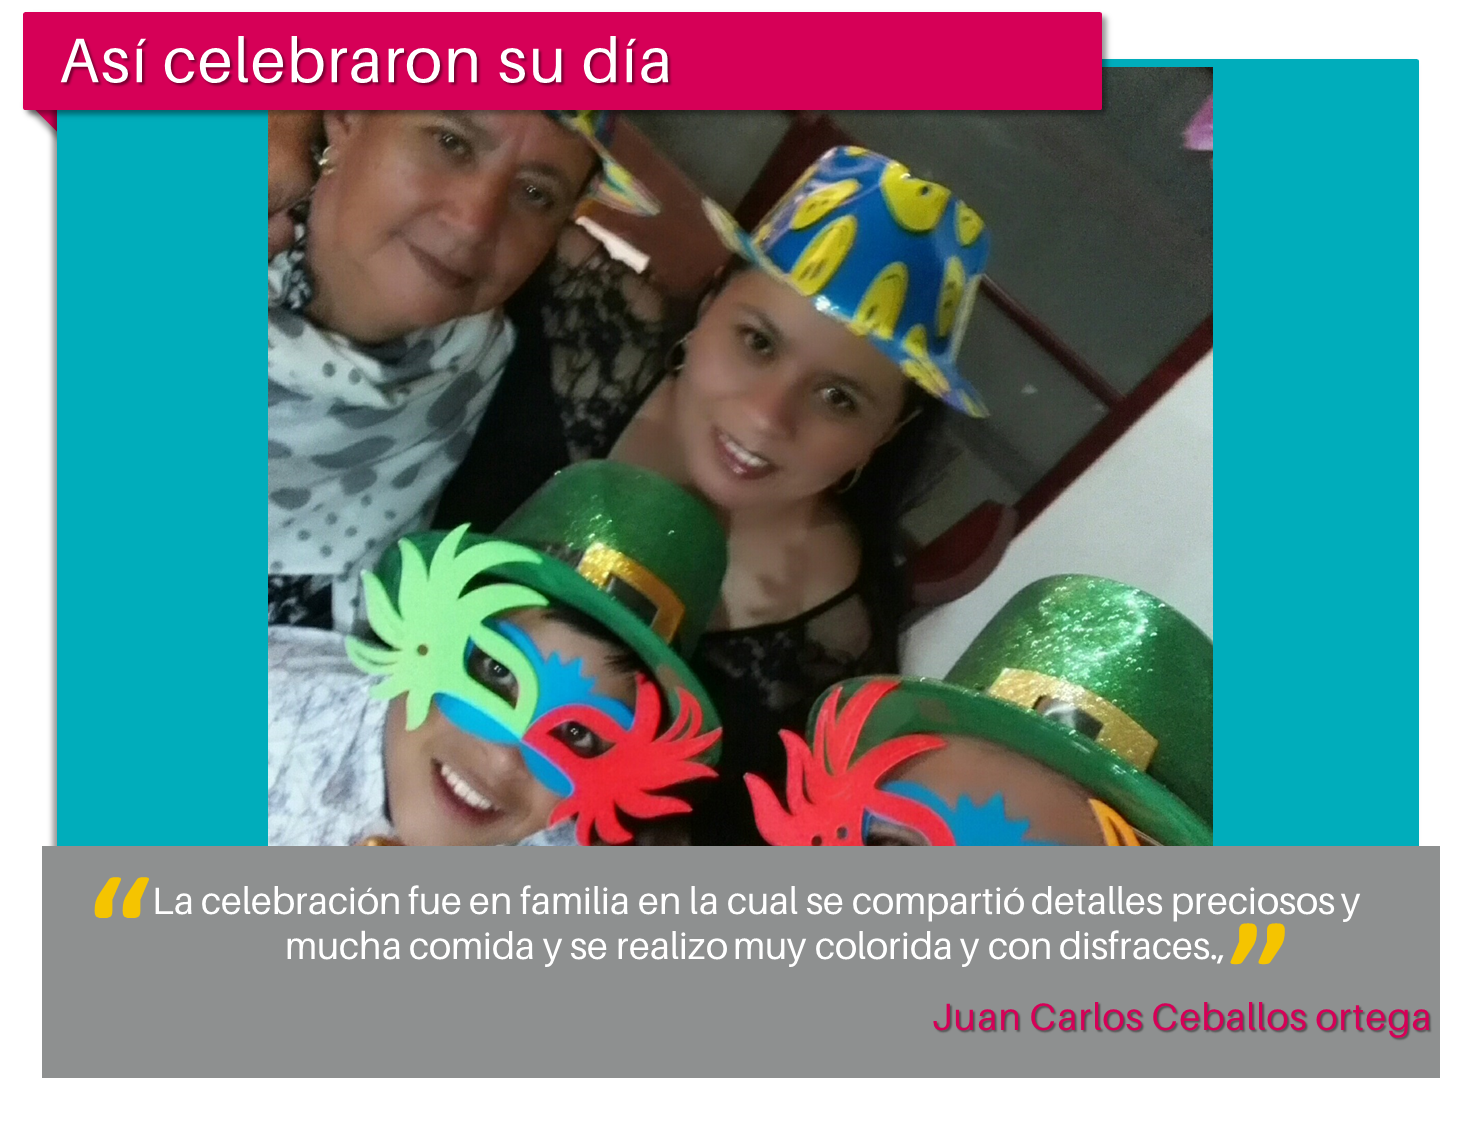 Así celebraron su día
“La celebración fue en familia en la cual se compartió detalles preciosos y
mucha comida y se realizo muy colorida y con disfraces.,”
Juan Carlos Ceballos ortega